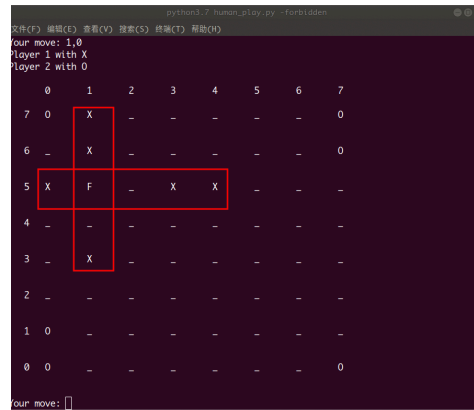 python3.7 human_play.py -forbidden
文件(F) 编辑(E) 查看(V) 搜索(S) 终端(T) 帮助(H)
Your move: 1,0
Player 1 with X
Player 2 with O
0 1 2 3 4 5 6 7
7 O X _ _ _ _ _ O
6 _ X _ _ _ _ _ O
5 X F _ X X _ _ _
4 _ _ _ _ _ _ _ _
3 _ X _ _ _ _ _ _
2 _ _ _ _ _ _ _ _
1 O _ _ _ _ _ _ _
0 O _ _ _ _ _ _ O
Your move: